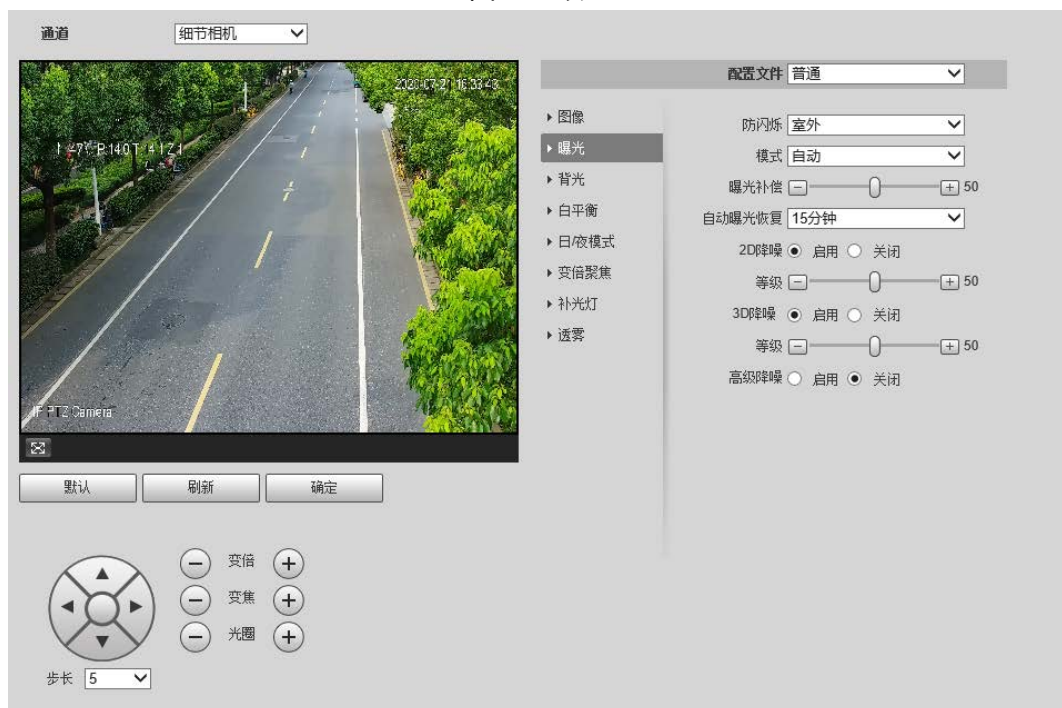 通道 细节相机
配置文件 普通
2020-07-21 16:33:43
IP PTZ Camera
图像
曝光
背光
白平衡
日/夜模式
变倍聚焦
补光灯
透雾
防闪烁 室外
模式 自动
曝光补偿 50
自动曝光恢复 15分钟
2D降噪 启用 关闭
等级 50
3D降噪 启用 关闭
等级 50
高级降噪 启用 关闭
默认 刷新 确定
变倍
变焦
光圈
步长 5